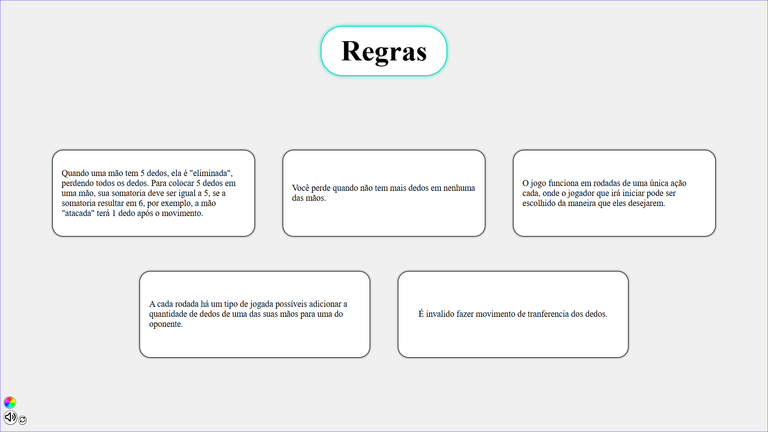 Regras
Quando uma mão tem 5 dedos, ela é "eliminada",
perdendo todos os dedos. Para colocar 5 dedos em
uma mão, sua somatoria deve ser igual a 5, se a
somatoria resultar em 6, por exemplo, a mão
"atacada" terá 1 dedo após o movimento.
Você perde quando não tem mais dedos em nenhuma
das mãos.
O jogo funciona em rodadas de uma única ação
cada, onde o jogador que irá iniciar pode ser
escolhido da maneira que eles desejarem.
A cada rodada há um tipo de jogada possíveis adicionar a
quantidade de dedos de uma das suas mãos para uma do
oponente.
É invalido fazer movimento de tranferencia dos dedos.